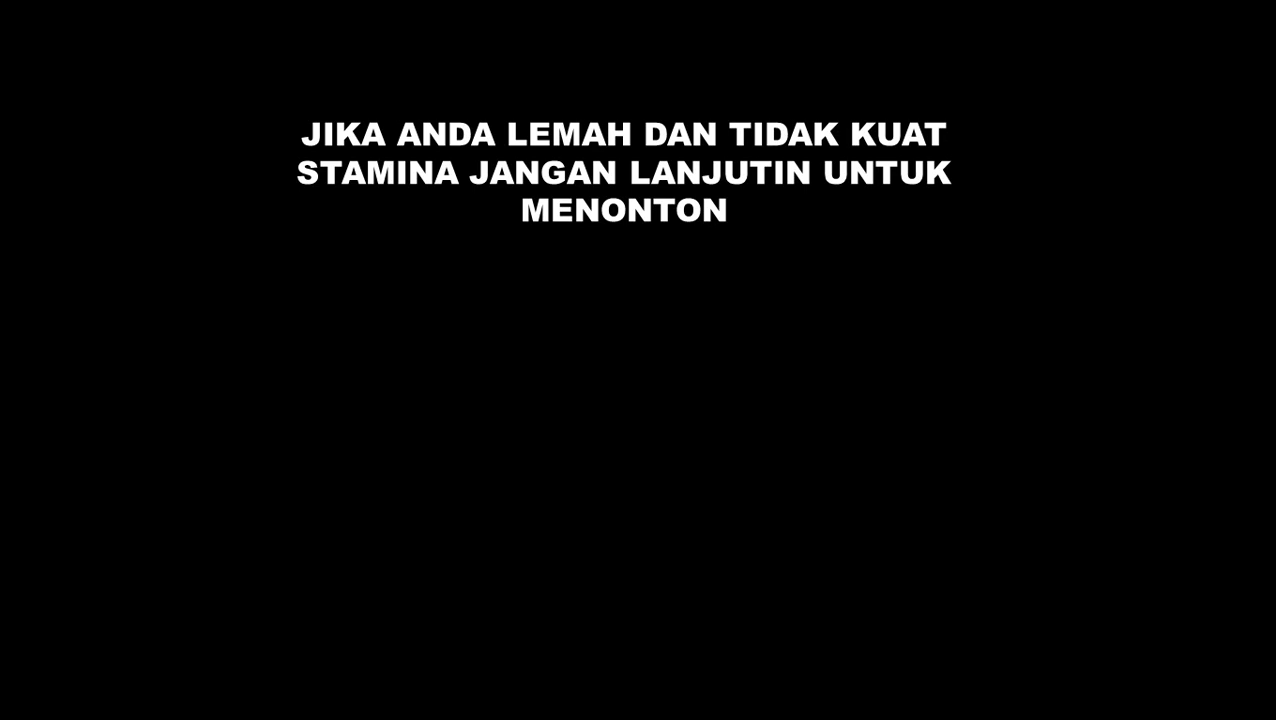 JIKA ANDA LEMAH DAN TIDAK KUAT
STAMINA JANGAN LANJUTIN UNTUK
MENONTON